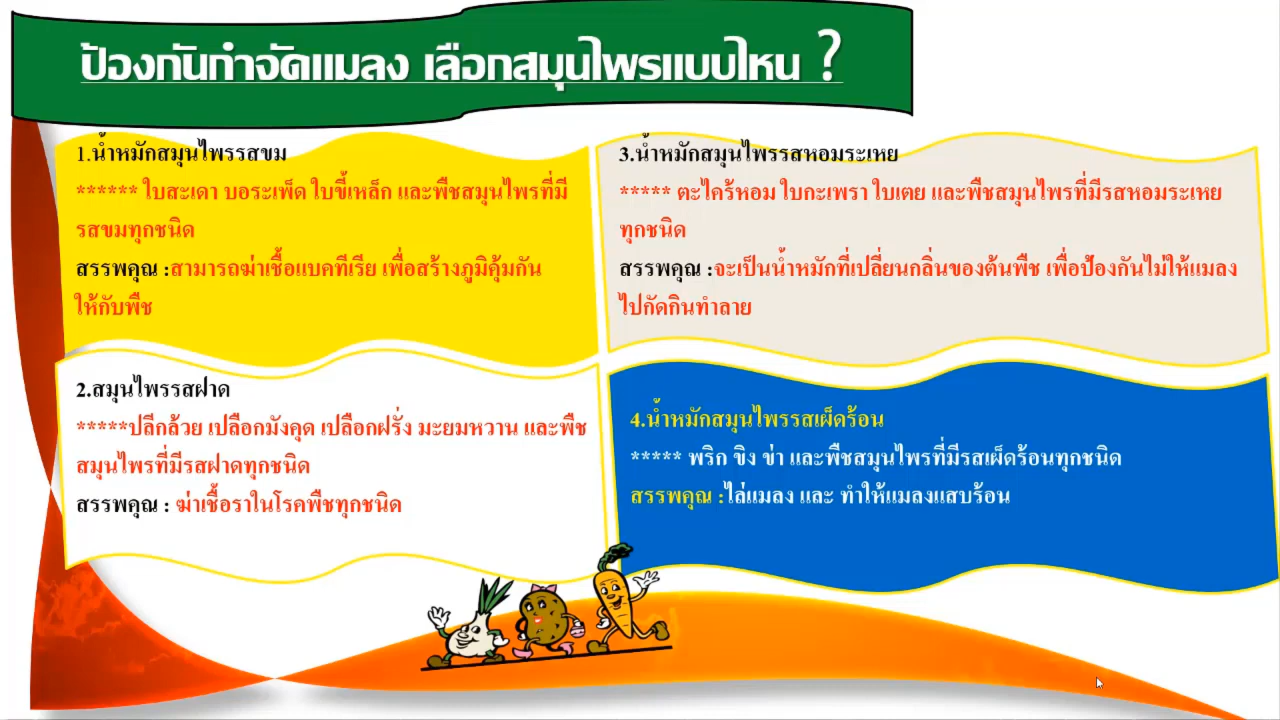 ป้องกันกำจัดแมลง เลือกสมุนไพรแบบไหน ?
1.น้ำหมักสมุนไพรรสขม
****** ใบสะเดา บอระเพ็ด ใบขี้เหล็ก และพืชสมุนไพรที่มี
รสขมทุกชนิด
สรรพคุณ :สามารถฆ่าเชื้อแบคทีเรีย เพื่อสร้างภูมิคุ้มกัน
ให้กับพืช
2.สมุนไพรรสฝาด
*****ปลีกล้วย เปลือกมังคุด เปลือกฝรั่ง มะยมหวาน และพืช
สมุนไพรที่มีรสฝาดทุกชนิด
สรรพคุณ : ฆ่าเชื้อราในโรคพืชทุกชนิด
3.น้ำหมักสมุนไพรรสหอมระเหย
***** ตะไคร้หอม ใบกะเพรา ใบเตย และพืชสมุนไพรที่มีรสหอมระเหย
ทุกชนิด
สรรพคุณ :จะเป็นน้ำหมักที่เปลี่ยนกลิ่นของต้นพืช เพื่อป้องกันไม่ให้แมลง
ไปกัดกินทำลาย
4.น้ำหมักสมุนไพรรสเผ็ดร้อน
***** พริก ขิง ข่า และพืชสมุนไพรที่มีรสเผ็ดร้อนทุกชนิด
สรรพคุณ :ไล่แมลง และ ทำให้แมลงแสบร้อน